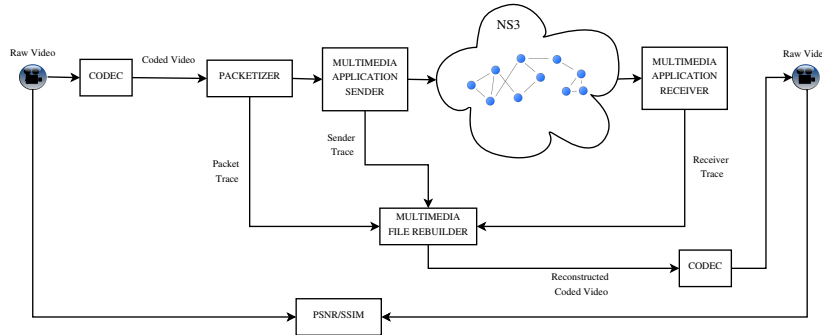 NS3
Raw Video
Coded Video
CODEC
PACKETIZER
MULTIMEDIA
APPLICATION
SENDER
MULTIMEDIA
APPLICATION
RECEIVER
Raw Video
Packet
Trace
Sender
Trace
Receiver
Trace
MULTIMEDIA
FILE REBUILDER
CODEC
Reconstructed
Coded Video
PSNR/SSIM